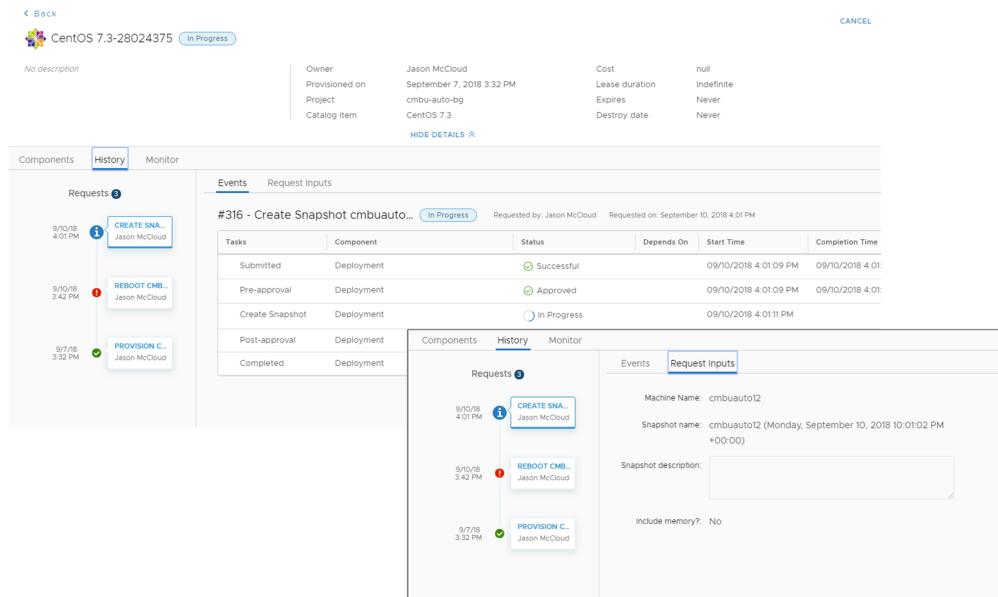 Back
CANCEL
CentOS 7.3-28024375 In Progress
No description
Owner Jason McCloud Cost null
Provisioned on September 7, 2018 3:32 PM Lease duration Indefinite
Project cmbu-auto-bg Expires Never
Catalog item CentOS 7.3 Destroy date Never
HIDE DETAILS
Components History Monitor
Requests 3
9/10/18
4:01 PM
CREATE SNA...
Jason McCloud
9/10/18
3:42 PM
REBOOT CMB...
Jason McCloud
9/7/18
3:32 PM
PROVISION C...
Jason McCloud
Events Request Inputs
#316 - Create Snapshot cmbuauto... In Progress Requested by: Jason McCloud Requested on: September 10, 2018 4:01 PM
Tasks Component Status Depends On Start Time Completion Time
Submitted Deployment Successful 09/10/2018 4:01:09 PM 09/10/2018 4:01:
Pre-approval Deployment Approved 09/10/2018 4:01:09 PM 09/10/2018 4:01:
Create Snapshot Deployment In Progress 09/10/2018 4:01:11 PM
Post-approval Deployment
Completed Deployment
Components History Monitor
Requests 3
9/10/18
4:01 PM
CREATE SNA...
Jason McCloud
9/10/18
3:42 PM
REBOOT CMB...
Jason McCloud
9/7/18
3:32 PM
PROVISION C...
Jason McCloud
Events Request Inputs
Machine Name: cmbuauto12
Snapshot name: cmbuauto12 (Monday, September 10, 2018 10:01:02 PM
+00:00)
Snapshot description:
Include memory?: No